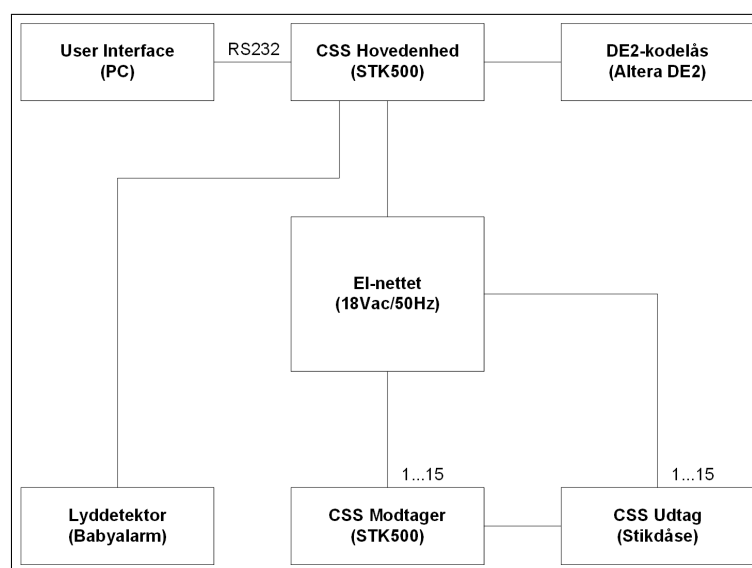 User Interface
(PC)
RS232
CSS Hovedenhed
(STK500)
DE2-kodelås
(Altera DE2)
El-nettet
(18Vac/50Hz)
1...15
1...15
Lyddetektor
(Babyalarm)
CSS Modtager
(STK500)
CSS Udtag
(Stikdåse)